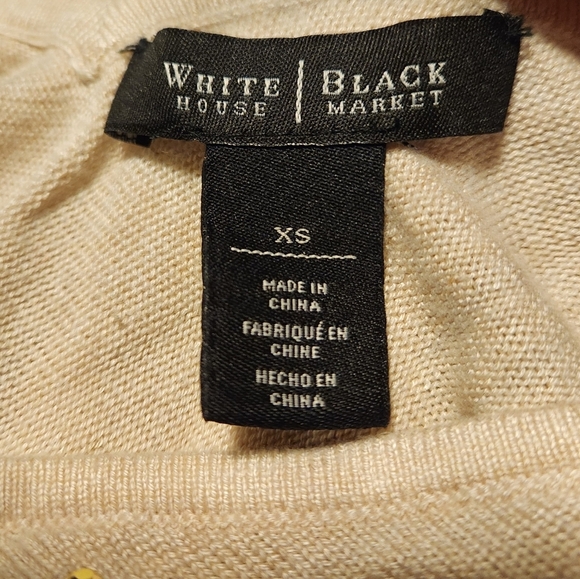 WHITE | BLACK
HOUSE | MARKET
XS
MADE IN
CHINA
FABRIQUÉ EN
CHINE
HECHO EN
CHINA